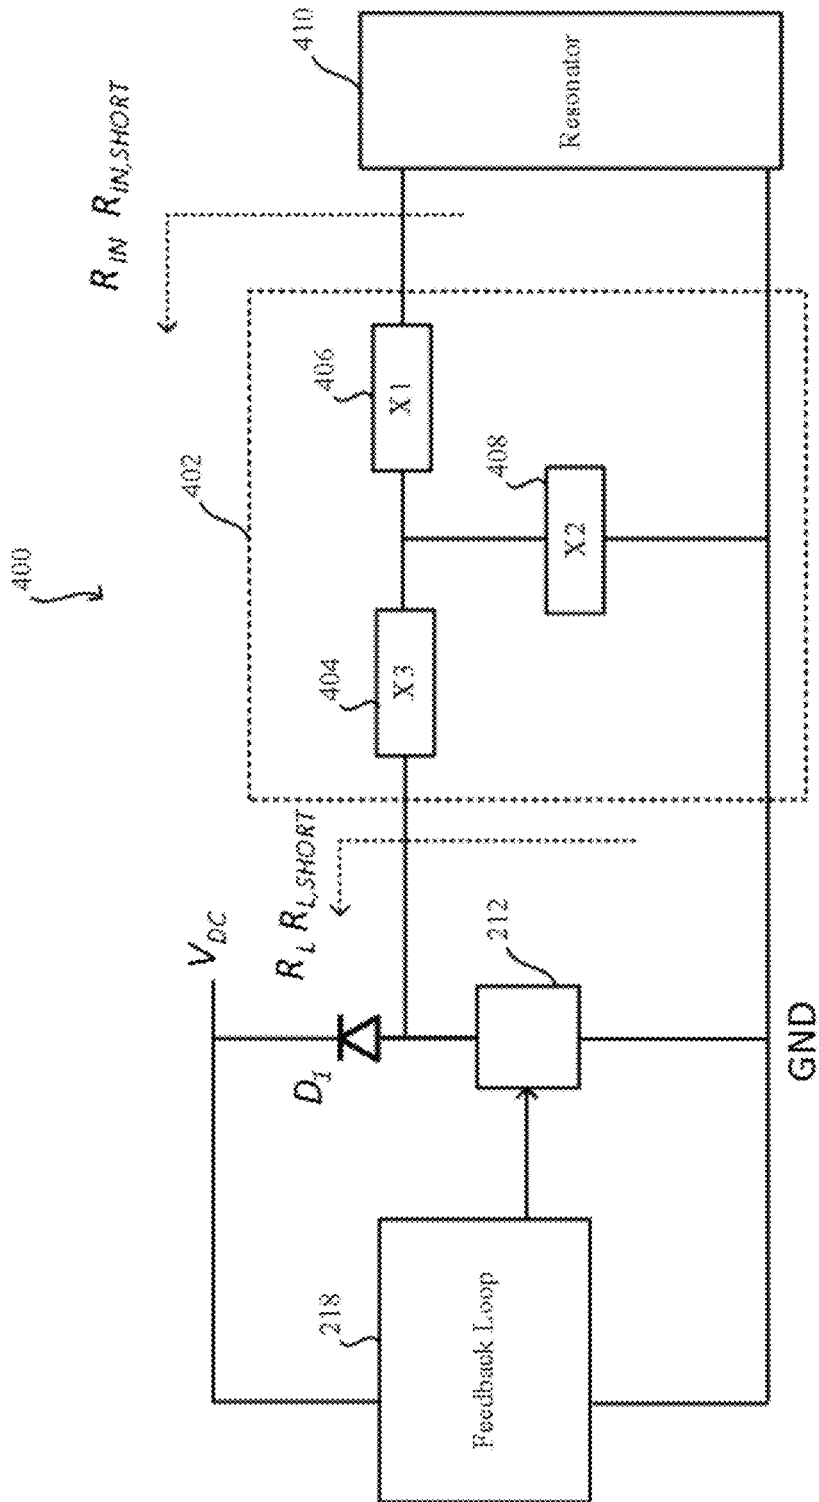 400
R_IN R_IN,SHORT
402
V_DC
R_L R_L,SHORT
404
406
410
X3
X1
Resonator
D_1
212
408
X2
218
Feedback Loop
GND